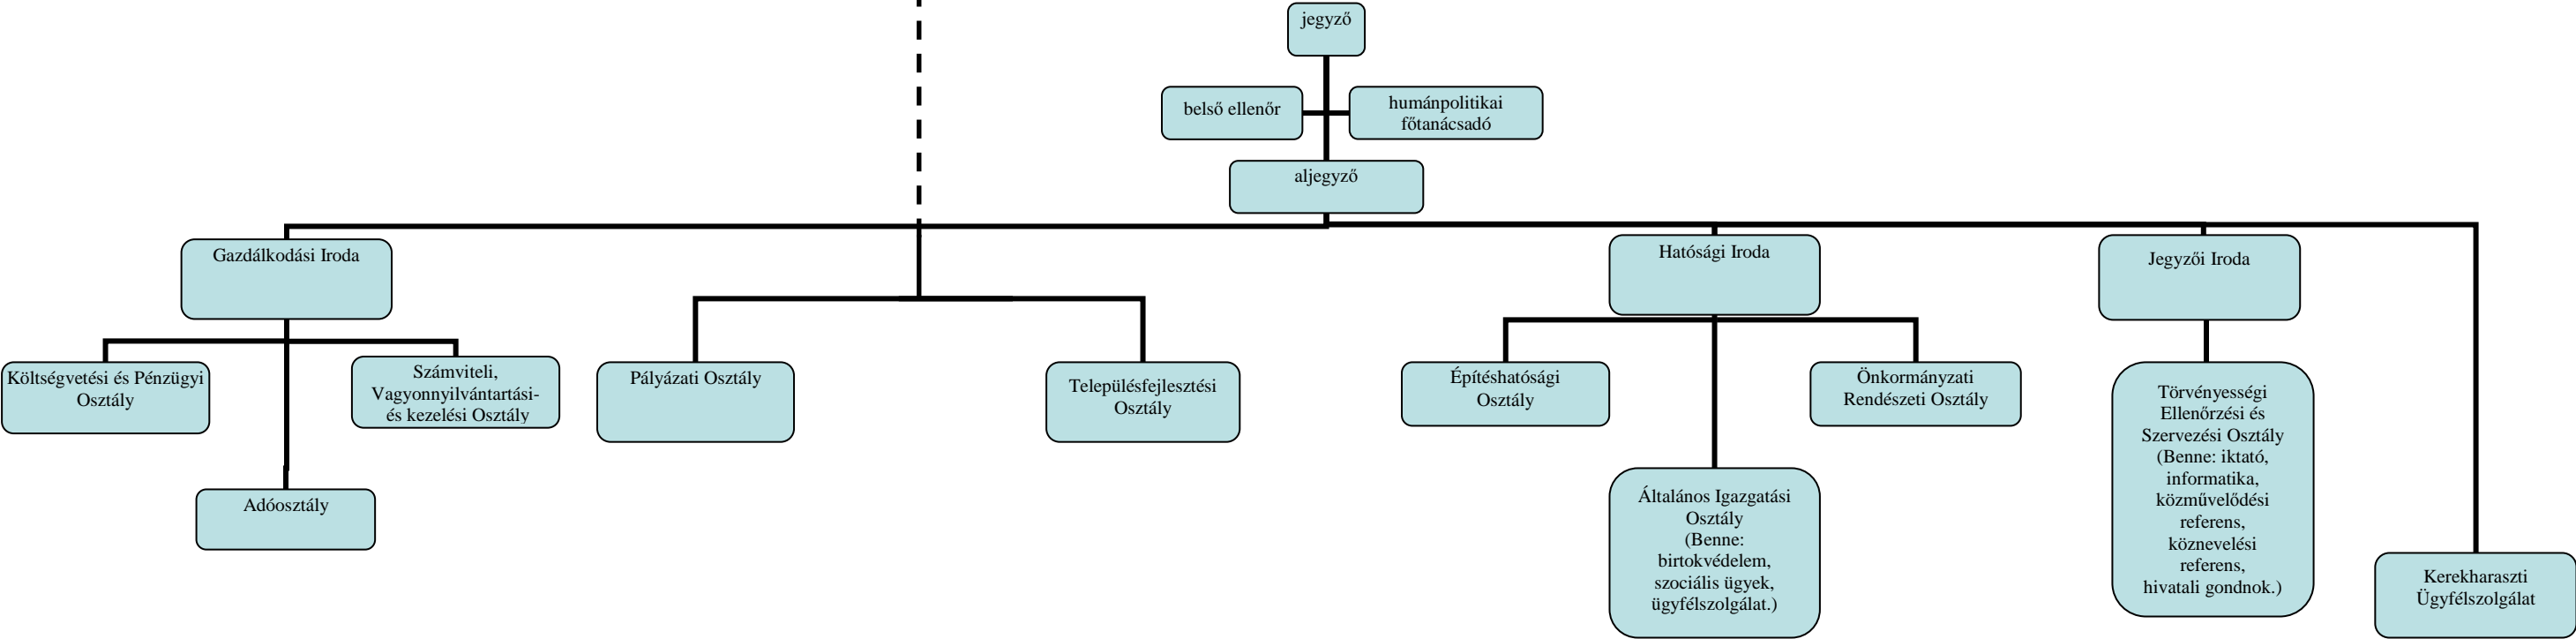 jegyző
belső ellenőr
humánpolitikai
főtanácsadó
aljegyző
Gazdálkodási Iroda
Hatósági Iroda
Jegyzői Iroda
Költségvetési és Pénzügyi
Osztály
Számviteli,
Vagyonnyilvántartási-
és kezelési Osztály
Pályázati Osztály
Településfejlesztési
Osztály
Építéshatósági
Osztály
Önkormányzati
Rendészeti Osztály
Törvényességi
Ellenőrzési és
Szervezési Osztály
(Benne: iktató,
informatika,
közművelődési
referens,
köznevelési
referens,
hivatali gondnok.)
Adóosztály
Általános Igazgatási
Osztály
(Benne:
birtokvédelem,
szociális ügyek,
ügyfélszolgálat.)
Kerekharaszti
Ügyfélszolgálat